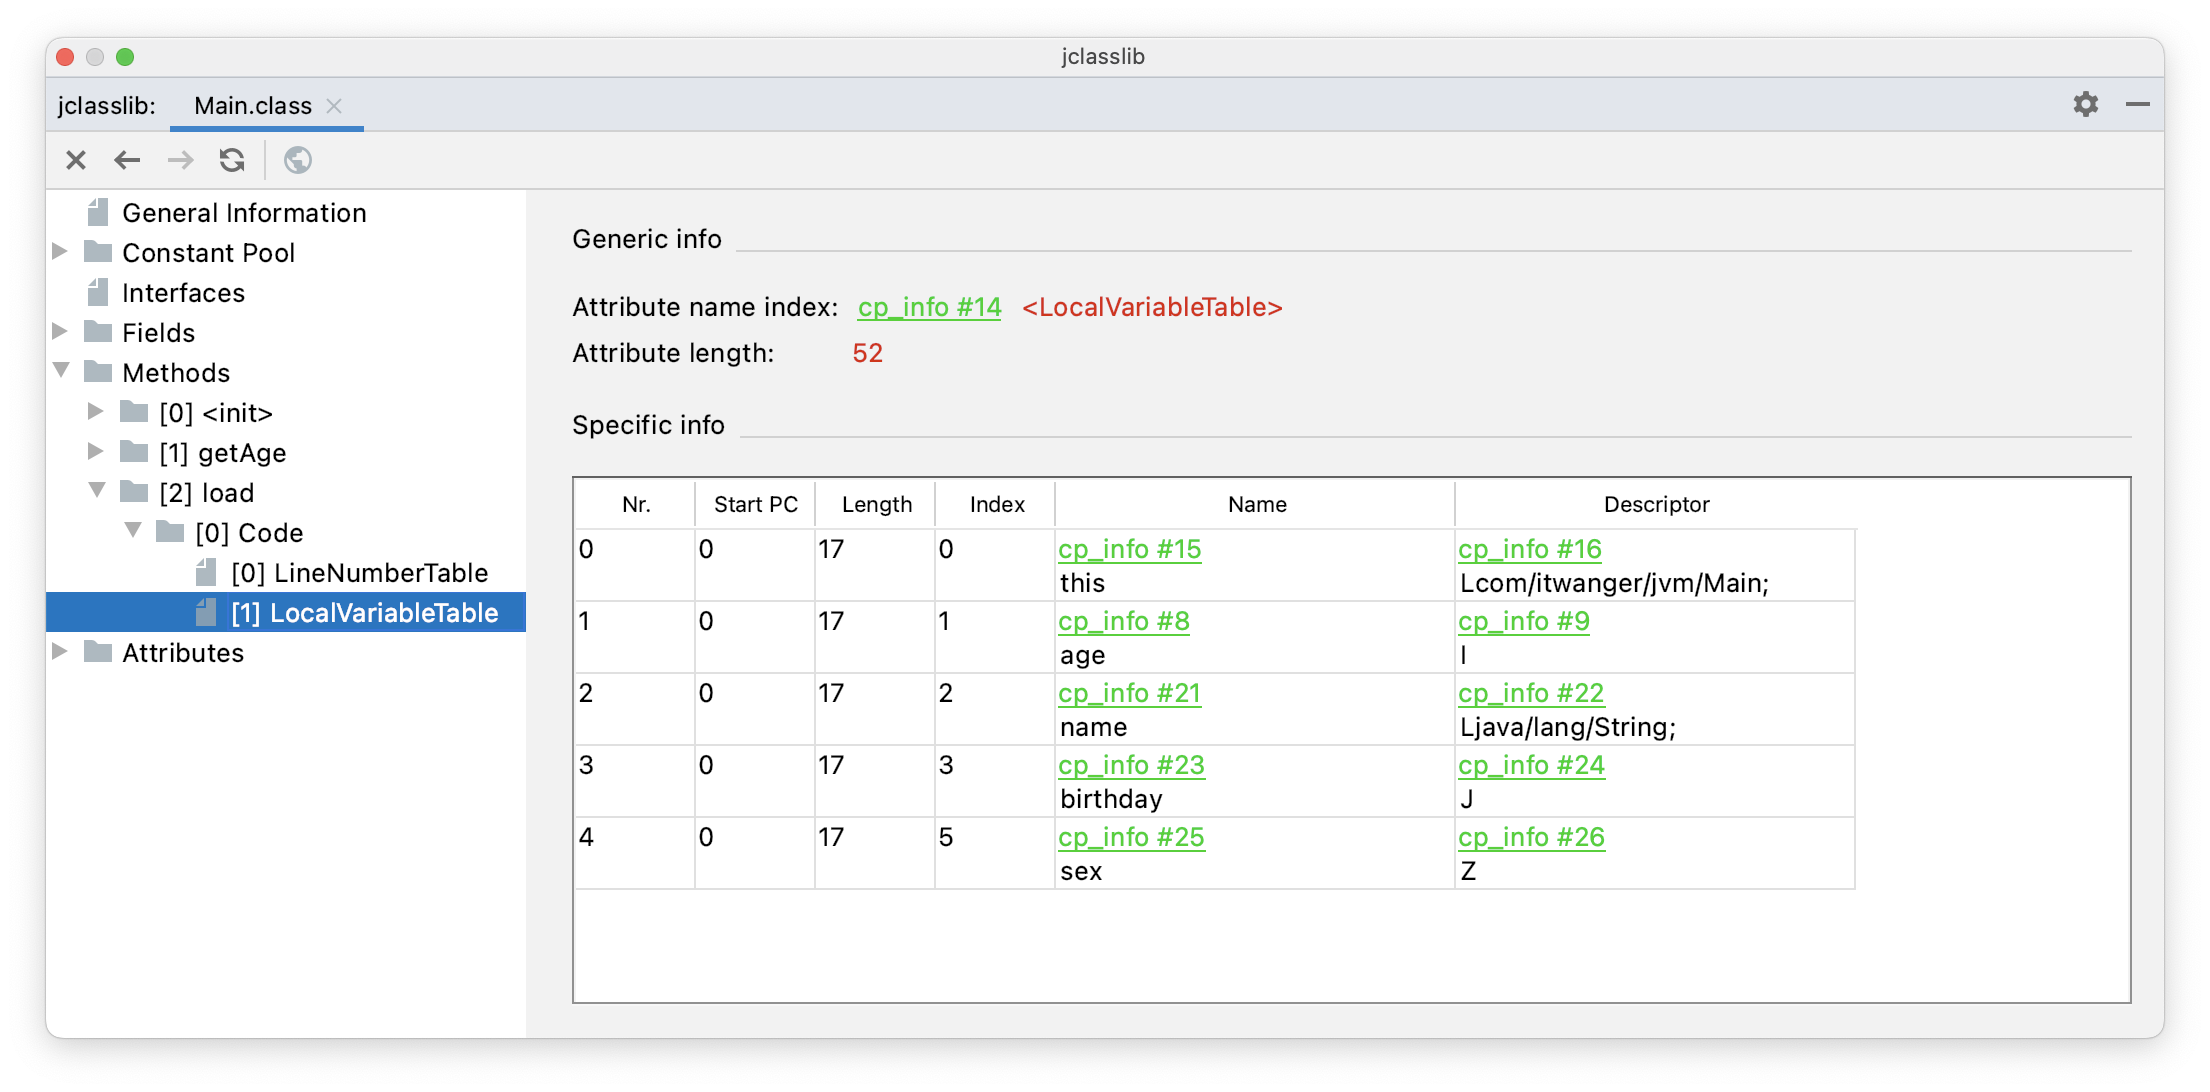 jclasslib
jclasslib: Main.class
General Information
Constant Pool
Interfaces
Fields
Methods
[0] <init>
[1] getAge
[2] load
[0] Code
[0] LineNumberTable
[1] LocalVariableTable
Attributes
Generic info
Attribute name index: cp_info #14 <LocalVariableTable>
Attribute length: 52
Specific info
Nr. Start PC Length Index Name Descriptor
0 0 17 0 cp_info #15 cp_info #16
this Lcom/itwanger/jvm/Main;
1 0 17 1 cp_info #8 cp_info #9
age I
2 0 17 2 cp_info #21 cp_info #22
name Ljava/lang/String;
3 0 17 3 cp_info #23 cp_info #24
birthday J
4 0 17 5 cp_info #25 cp_info #26
sex Z